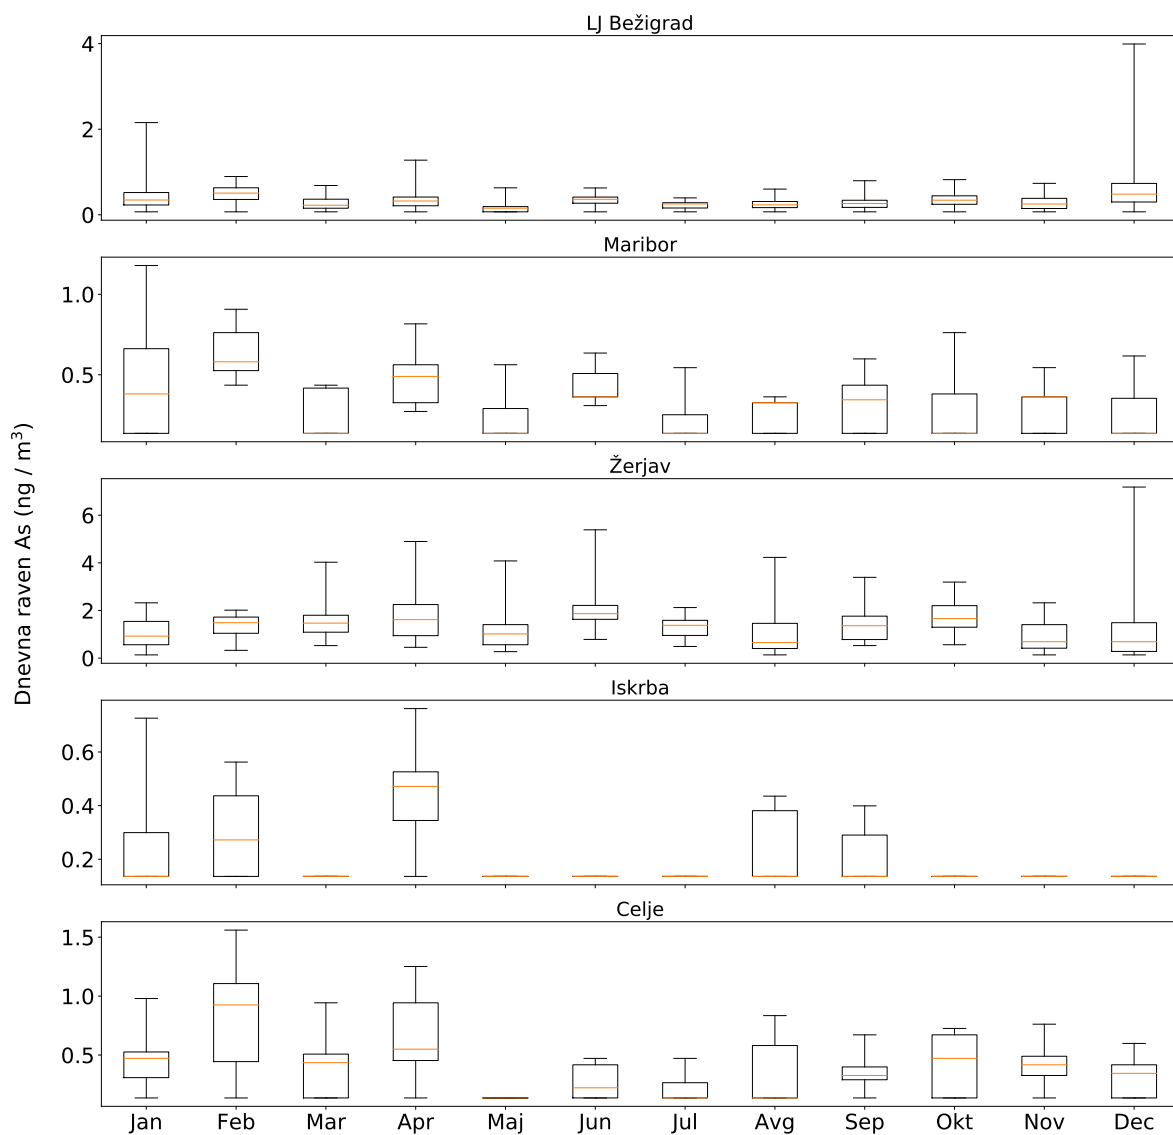 LJ Bežigrad
4
2
0
Maribor
1.0
0.5
Žerjav
6
4
2
0
Dnevna raven As (ng / m³)
Iskrba
0.6
0.4
0.2
Celje
1.5
1.0
0.5
Jan Feb Mar Apr Maj Jun Jul Avg Sep Okt Nov Dec